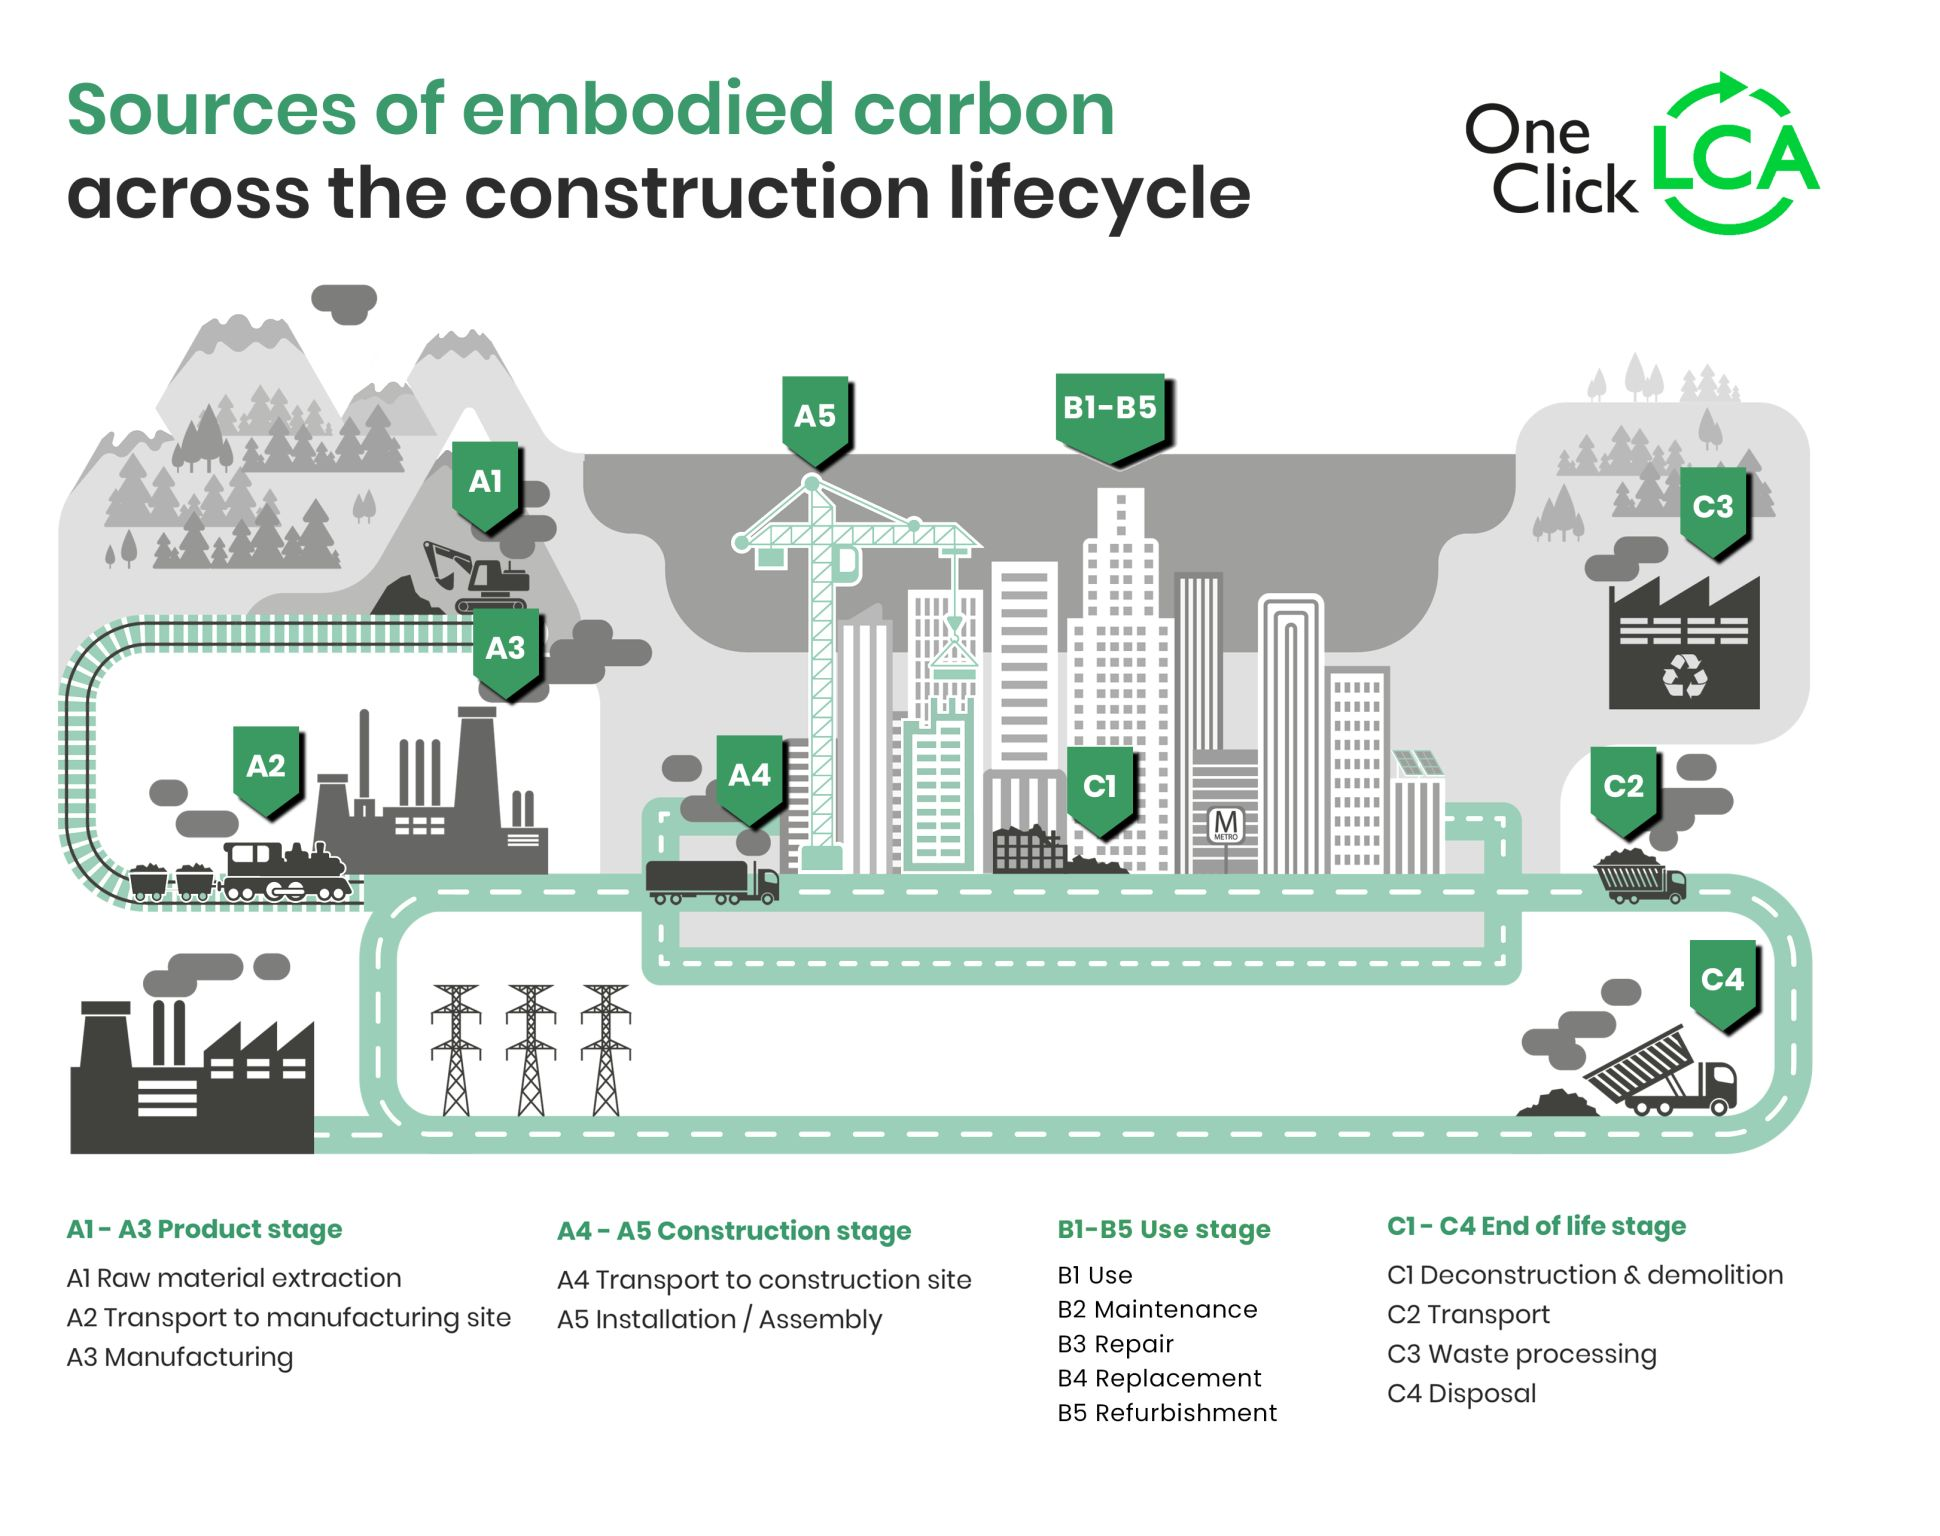 Sources of embodied carbon
across the construction lifecycle
One
Click
LCA
A5
B1-B5
A1
C3
A3
A2
A4
C1
C2
M
METRO
C4
A1 - A3 Product stage
A1 Raw material extraction
A2 Transport to manufacturing site
A3 Manufacturing
A4 - A5 Construction stage
A4 Transport to construction site
A5 Installation / Assembly
B1-B5 Use stage
B1 Use
B2 Maintenance
B3 Repair
B4 Replacement
B5 Refurbishment
C1 - C4 End of life stage
C1 Deconstruction & demolition
C2 Transport
C3 Waste processing
C4 Disposal